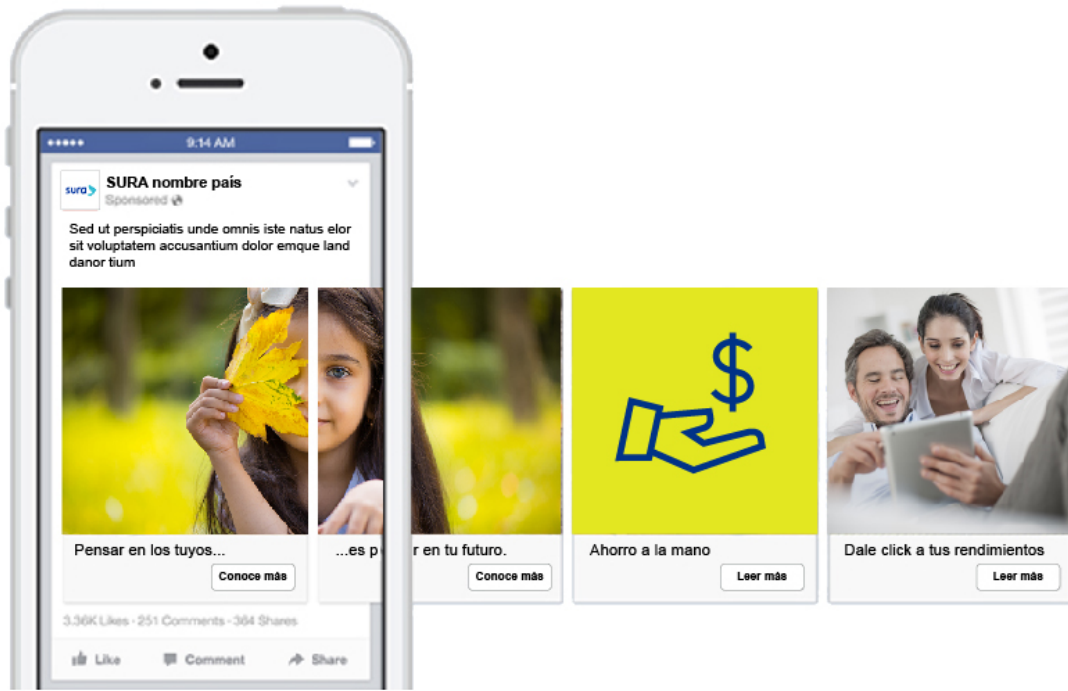 9:14 AM
sura
SURA nombre país
Sponsored
Sed ut perspiciatis unde omnis iste natus elor
sit voluptatem accusantium dolor emque land
danor tium
$
Pensar en los tuyos...
Conoce más
...es p r en tu futuro.
Conoce más
Ahorro a la mano
Leer más
Dale click a tus rendimientos
Leer más
3.36K Likes · 251 Comments · 364 Shares
Like
Comment
Share